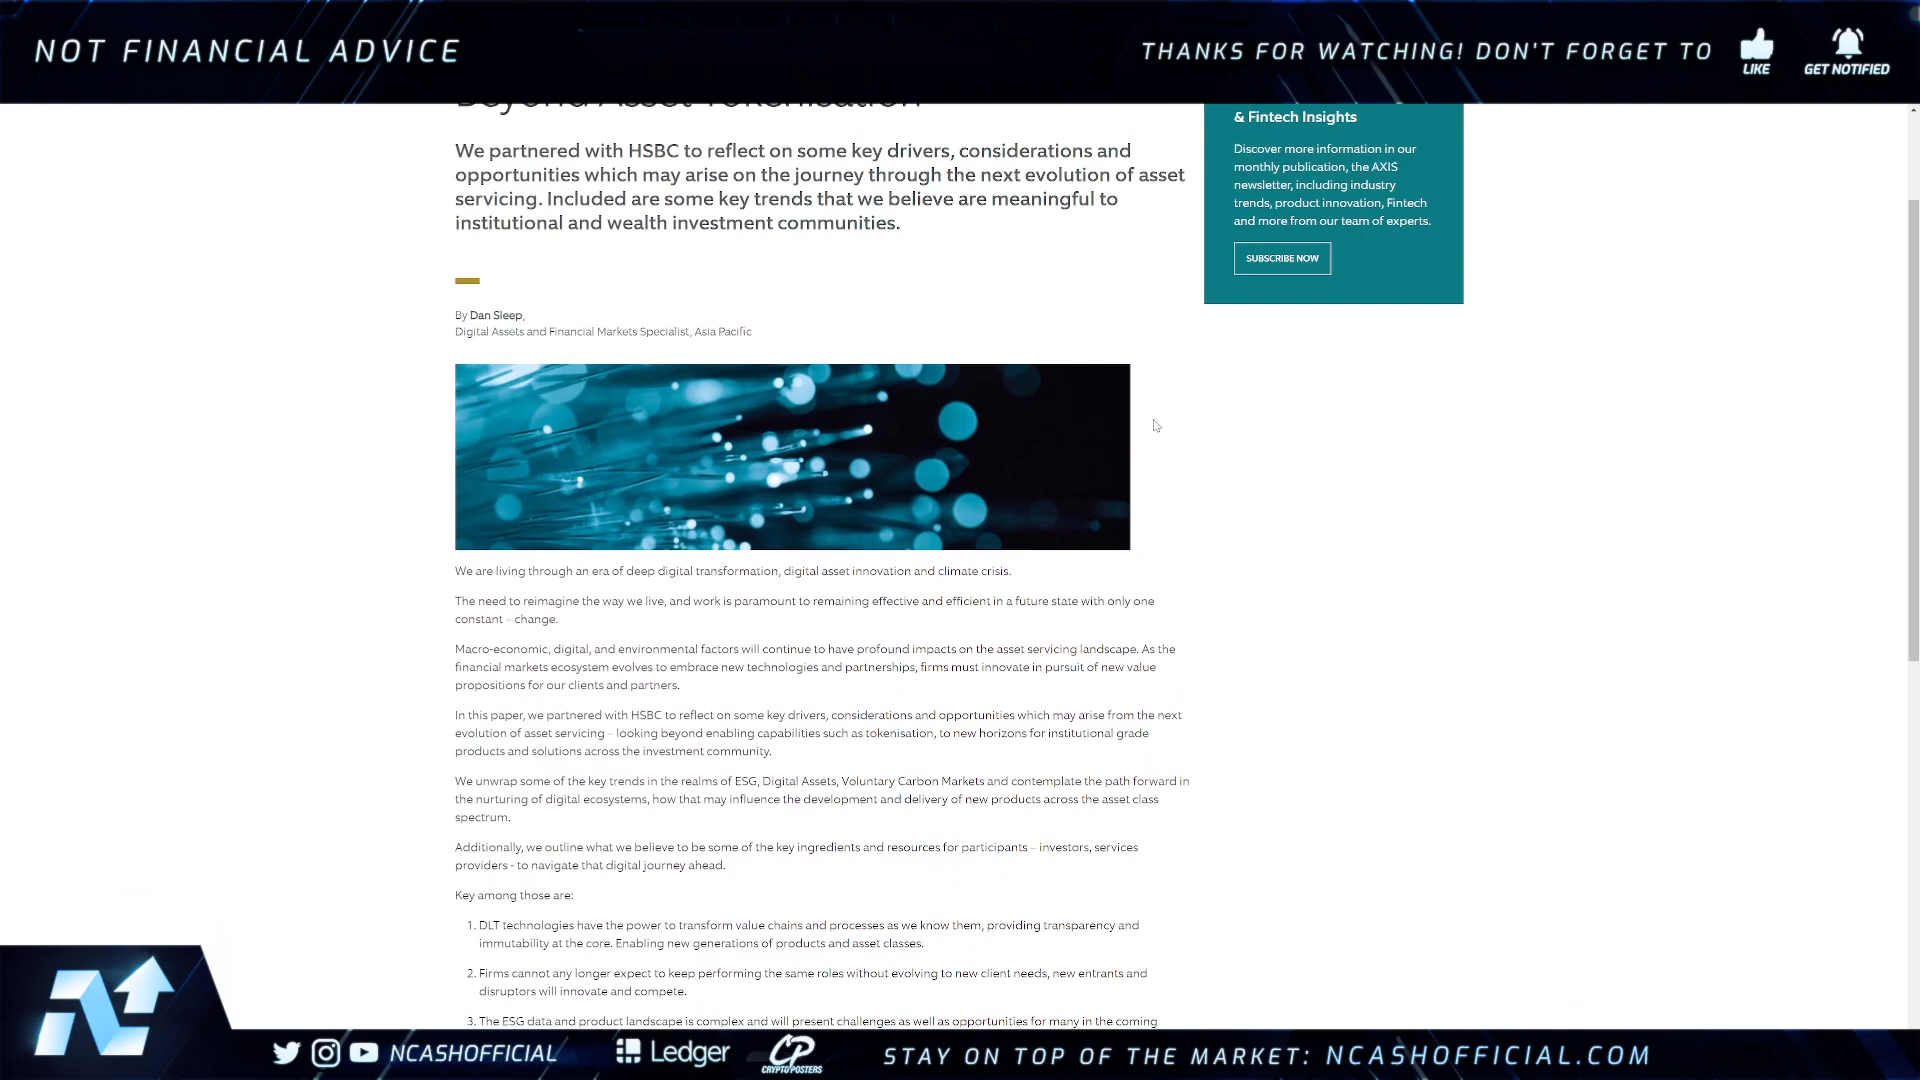 NOT FINANCIAL ADVICE
THANKS FOR WATCHING! DON'T FORGET TO
LIKE
GET NOTIFIED
Beyond Asset Tokenisation
We partnered with HSBC to reflect on some key drivers, considerations and
opportunities which may arise on the journey through the next evolution of asset
servicing. Included are some key trends that we believe are meaningful to
institutional and wealth investment communities.
& Fintech Insights
Discover more information in our
monthly publication, the AXIS
newsletter, including industry
trends, product innovation, Fintech
and more from our team of experts.
SUBSCRIBE NOW
By Dan Sleep,
Digital Assets and Financial Markets Specialist, Asia Pacific
We are living through an era of deep digital transformation, digital asset innovation and climate crisis.
The need to reimagine the way we live, and work is paramount to remaining effective and efficient in a future state with only one
constant – change.
Macro-economic, digital, and environmental factors will continue to have profound impacts on the asset servicing landscape. As the
financial markets ecosystem evolves to embrace new technologies and partnerships, firms must innovate in pursuit of new value
propositions for our clients and partners.
In this paper, we partnered with HSBC to reflect on some key drivers, considerations and opportunities which may arise from the next
evolution of asset servicing – looking beyond enabling capabilities such as tokenisation, to new horizons for institutional grade
products and solutions across the investment community.
We unwrap some of the key trends in the realms of ESG, Digital Assets, Voluntary Carbon Markets and contemplate the path forward in
the nurturing of digital ecosystems, how that may influence the development and delivery of new products across the asset class
spectrum.
Additionally, we outline what we believe to be some of the key ingredients and resources for participants – investors, services
providers - to navigate that digital journey ahead.
Key among those are:
1. DLT technologies have the power to transform value chains and processes as we know them, providing transparency and
immutability at the core. Enabling new generations of products and asset classes.
2. Firms cannot any longer expect to keep performing the same roles without evolving to new client needs, new entrants and
disruptors will innovate and compete.
3. The ESG data and product landscape is complex and will present challenges as well as opportunities for many in the coming
NCASHOFFICIAL
Ledger
CP
CRYPTOPOSTERS
STAY ON TOP OF THE MARKET: NCASHOFFICIAL.COM